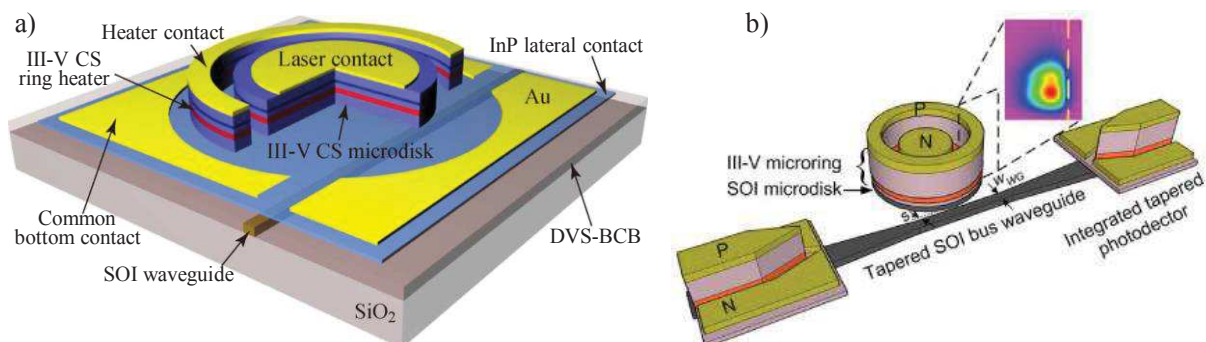 a)
Heater contact
III-V CS
ring heater
Laser contact
InP lateral contact
Au
III-V CS microdisk
Common
bottom contact
SOI waveguide
DVS-BCB
SiO₂
b)
P
N
III-V microring
SOI microdisk
W_WG
s
Tapered SOI bus waveguide
Integrated tapered
photodector
P
N